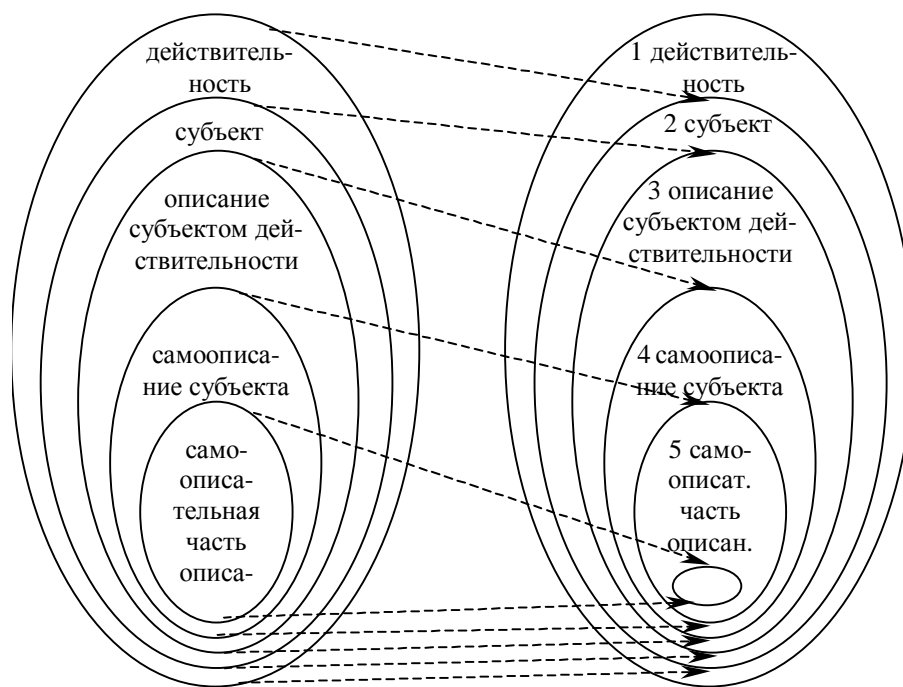 действитель-
ность
субъект
описание
субъектом дей-
ствительности
самоописа-
ние субъекта
само-
описа-
тельная
часть
описа-
1 действитель-
ность
2 субъект
3 описание
субъектом дей-
ствительности
4 самоописа-
ние субъекта
5 само-
описат.
часть
описан.